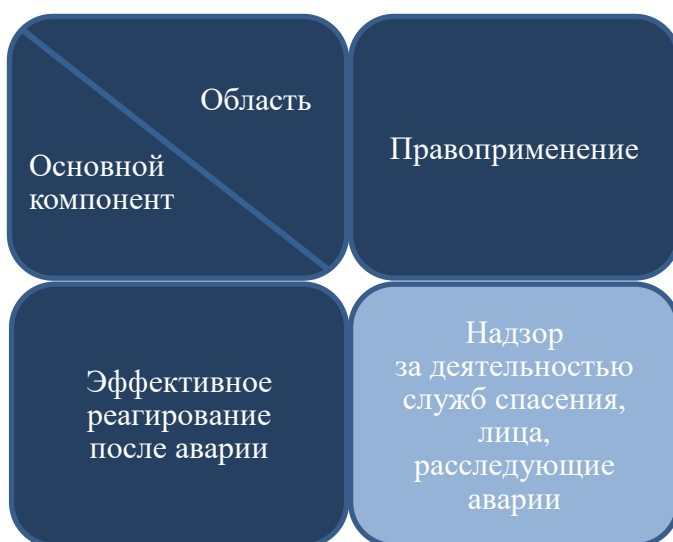 Область
Основной
компонент
Правоприменение
Эффективное
реагирование
после аварии
Надзор
за деятельностью
служб спасения,
лица,
расследующие
аварии